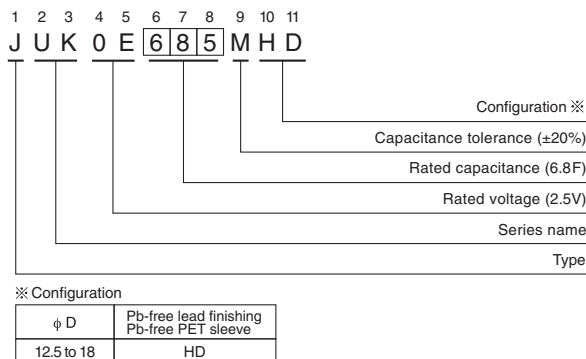 1 2 3 4 5 6 7 8 9 10 11
J U K 0 E 6 8 5 M H D
Configuration ※
Capacitance tolerance (±20%)
Rated capacitance (6.8F)
Rated voltage (2.5V)
Series name
Type
※ Configuration
ϕ D
Pb-free lead finishing
Pb-free PET sleeve
12.5 to 18
HD